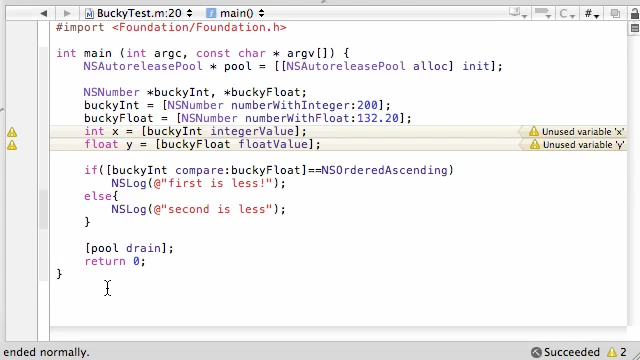 BuckyTest.m:20 main() C #
#import <Foundation/Foundation.h>
int main (int argc, const char * argv[]) {
NSAutoreleasePool * pool = [[NSAutoreleasePool alloc] init];
NSNumber *buckyInt, *buckyFloat;
buckyInt = [NSNumber numberWithInteger:200];
buckyFloat = [NSNumber numberWithFloat:132.20];
int x = [buckyInt integerValue]; Unused variable 'x'
float y = [buckyFloat floatValue]; Unused variable 'y'
if([buckyInt compare:buckyFloat]==NSOrderedAscending)
NSLog(@"first is less!");
else{
NSLog(@"second is less");
}
[pool drain];
return 0;
}
ended normally. Succeeded 2